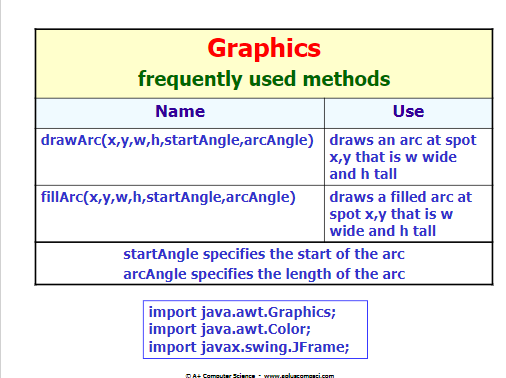 Graphics
frequently used methods
Name Use
drawArc(x,y,w,h,startAngle,arcAngle) draws an arc at spot
x,y that is w wide
and h tall
fillArc(x,y,w,h,startAngle,arcAngle) draws a filled arc at
spot x,y that is w
wide and h tall
startAngle specifies the start of the arc
arcAngle specifies the length of the arc
import java.awt.Graphics;
import java.awt.Color;
import javax.swing.JFrame;
© A+ Computer Science - www.apluscompsci.com